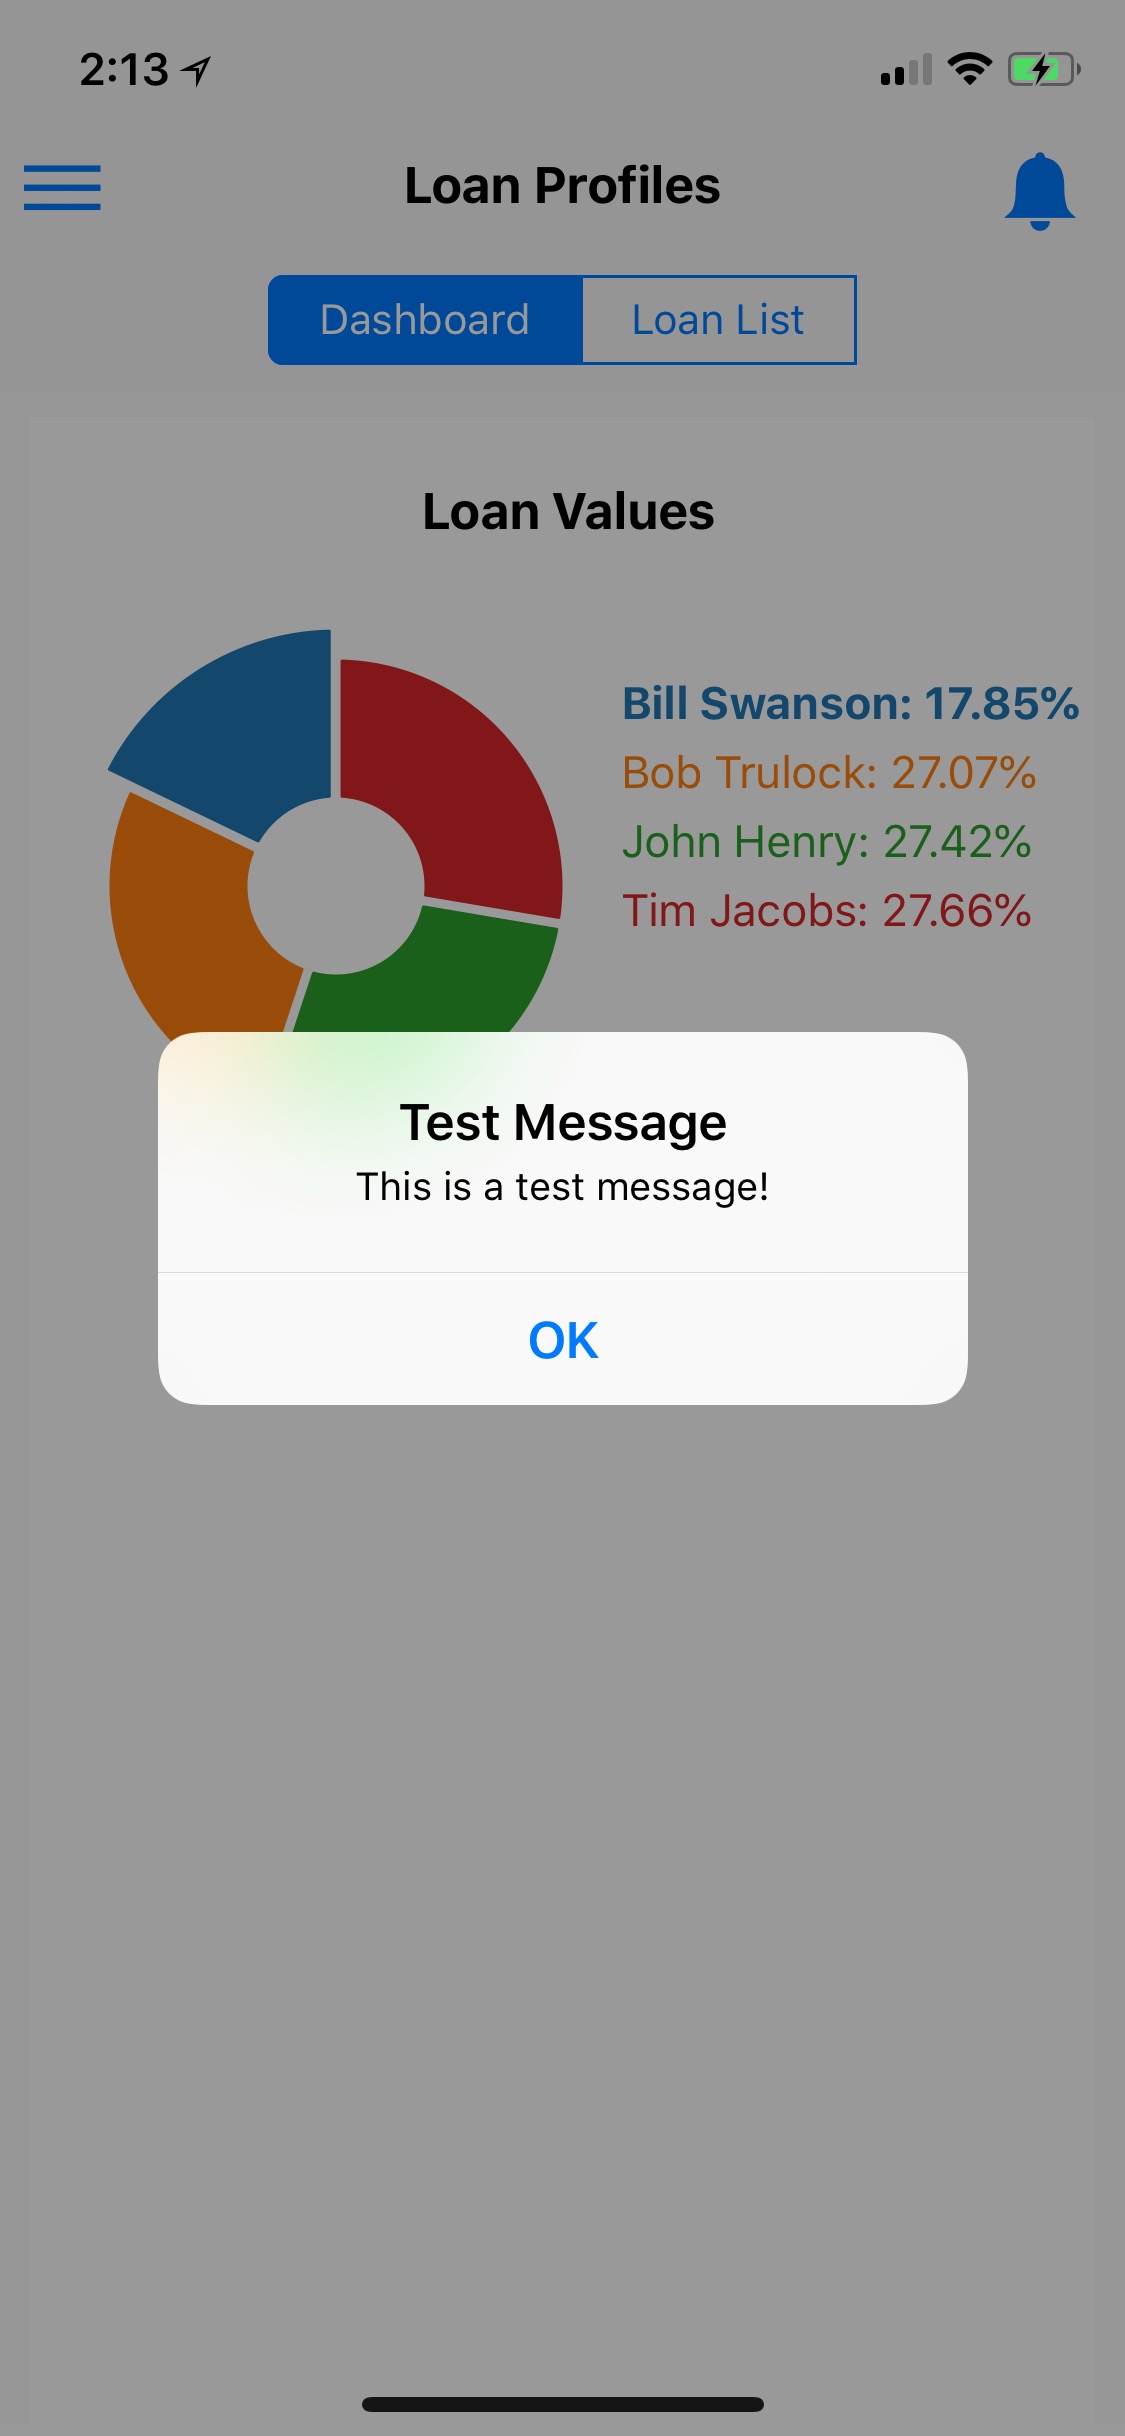 2:13
Loan Profiles
Dashboard
Loan List
Loan Values
Bill Swanson: 17.85%
Bob Trulock: 27.07%
John Henry: 27.42%
Tim Jacobs: 27.66%
Test Message
This is a test message!
OK